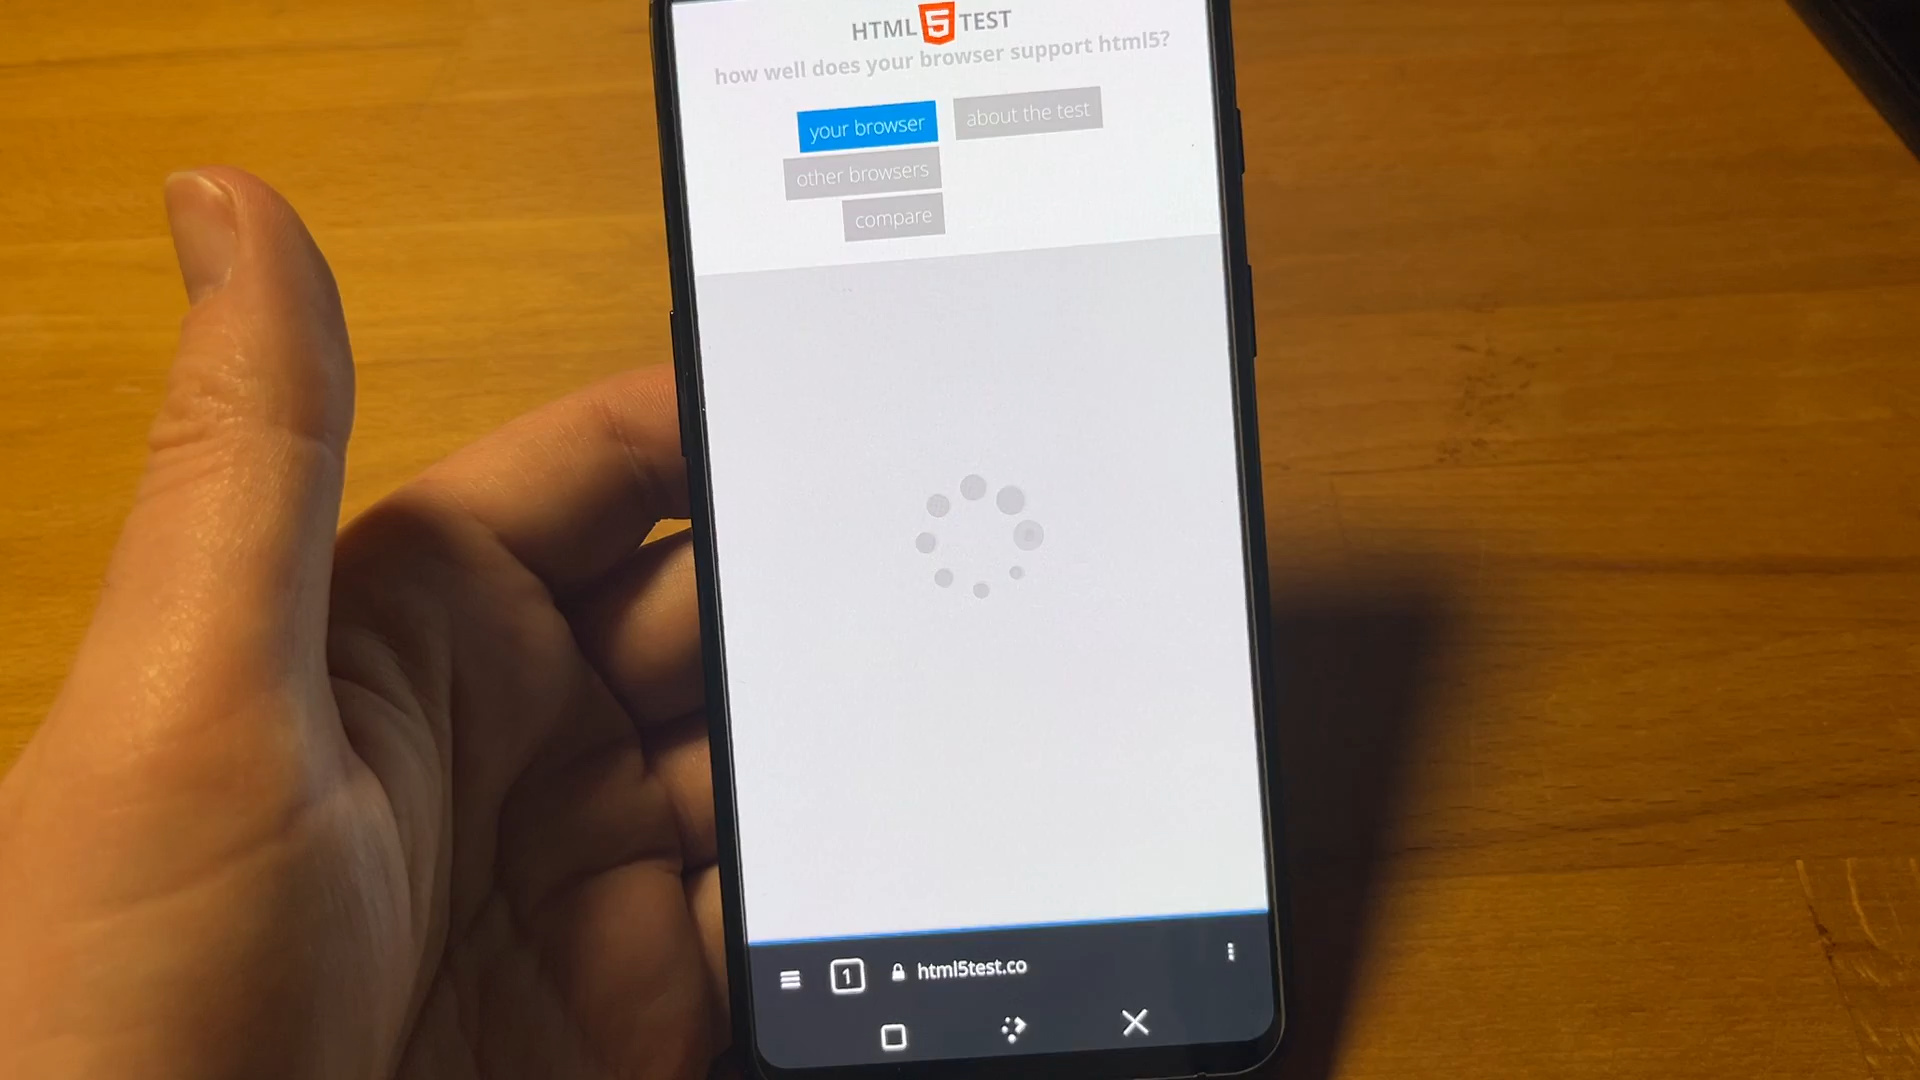 HTML 5 TEST
how well does your browser support html5?
your browser
about the test
other browsers
compare
1
html5test.co